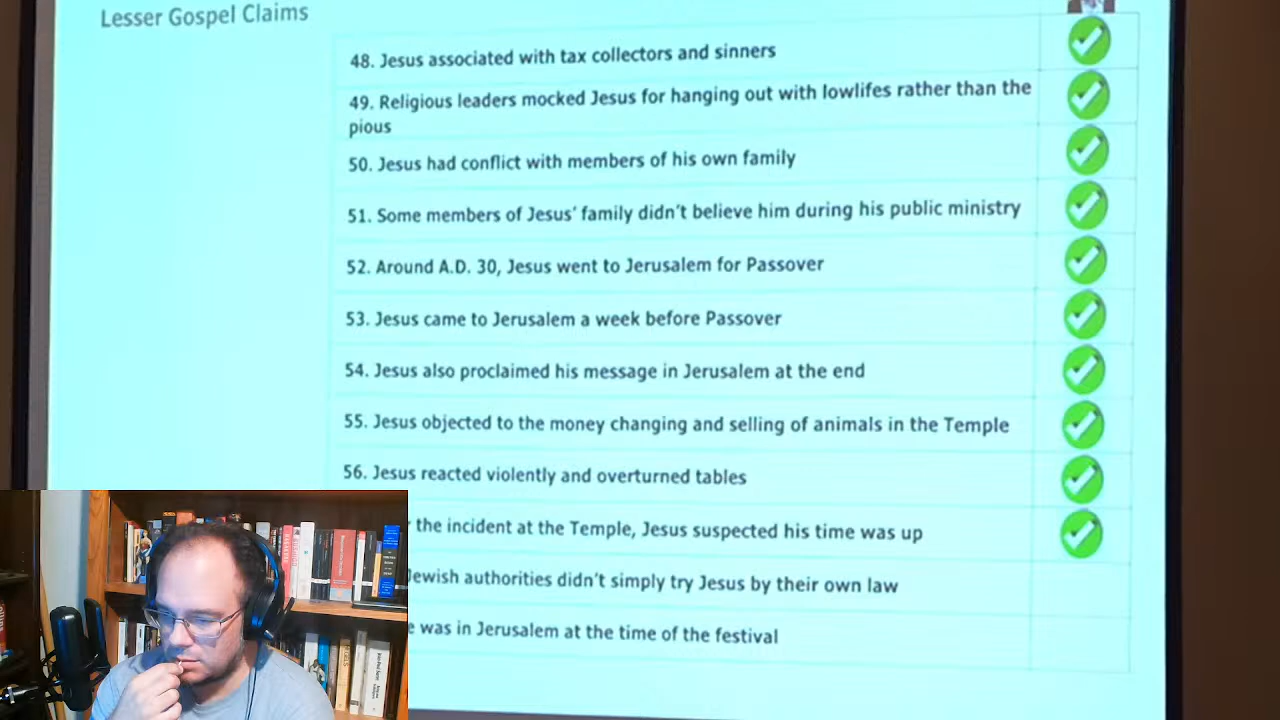 Lesser Gospel Claims
48. Jesus associated with tax collectors and sinners
49. Religious leaders mocked Jesus for hanging out with lowlifes rather than the
pious
50. Jesus had conflict with members of his own family
51. Some members of Jesus' family didn't believe him during his public ministry
52. Around A.D. 30, Jesus went to Jerusalem for Passover
53. Jesus came to Jerusalem a week before Passover
54. Jesus also proclaimed his message in Jerusalem at the end
55. Jesus objected to the money changing and selling of animals in the Temple
56. Jesus reacted violently and overturned tables
the incident at the Temple, Jesus suspected his time was up
Jewish authorities didn't simply try Jesus by their own law
was in Jerusalem at the time of the festival